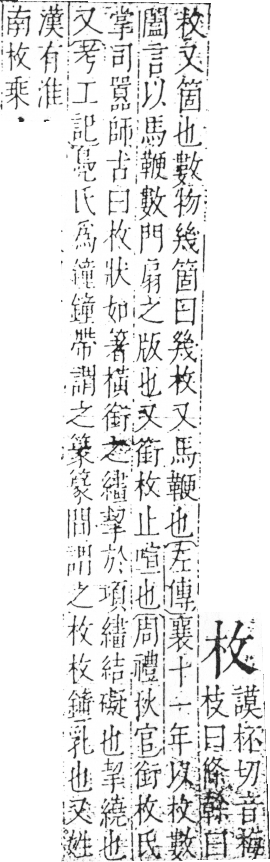 枚
謨杯切音梅
枝曰條榦曰
枚又箇也數物幾箇曰幾枚又馬鞭也左傳襄十一年以枚數
闔言以馬鞭數門扇之版也又銜枚止喧也周禮秋官銜枚氏
掌司嚻師古曰枚狀如箸橫銜之繣挈於項繣結礙也挈繞也
又考工記鳧氏爲鐘鐘帶謂之篆篆間謂之枚枚鐘乳也又姓
漢有淮
南枚乘